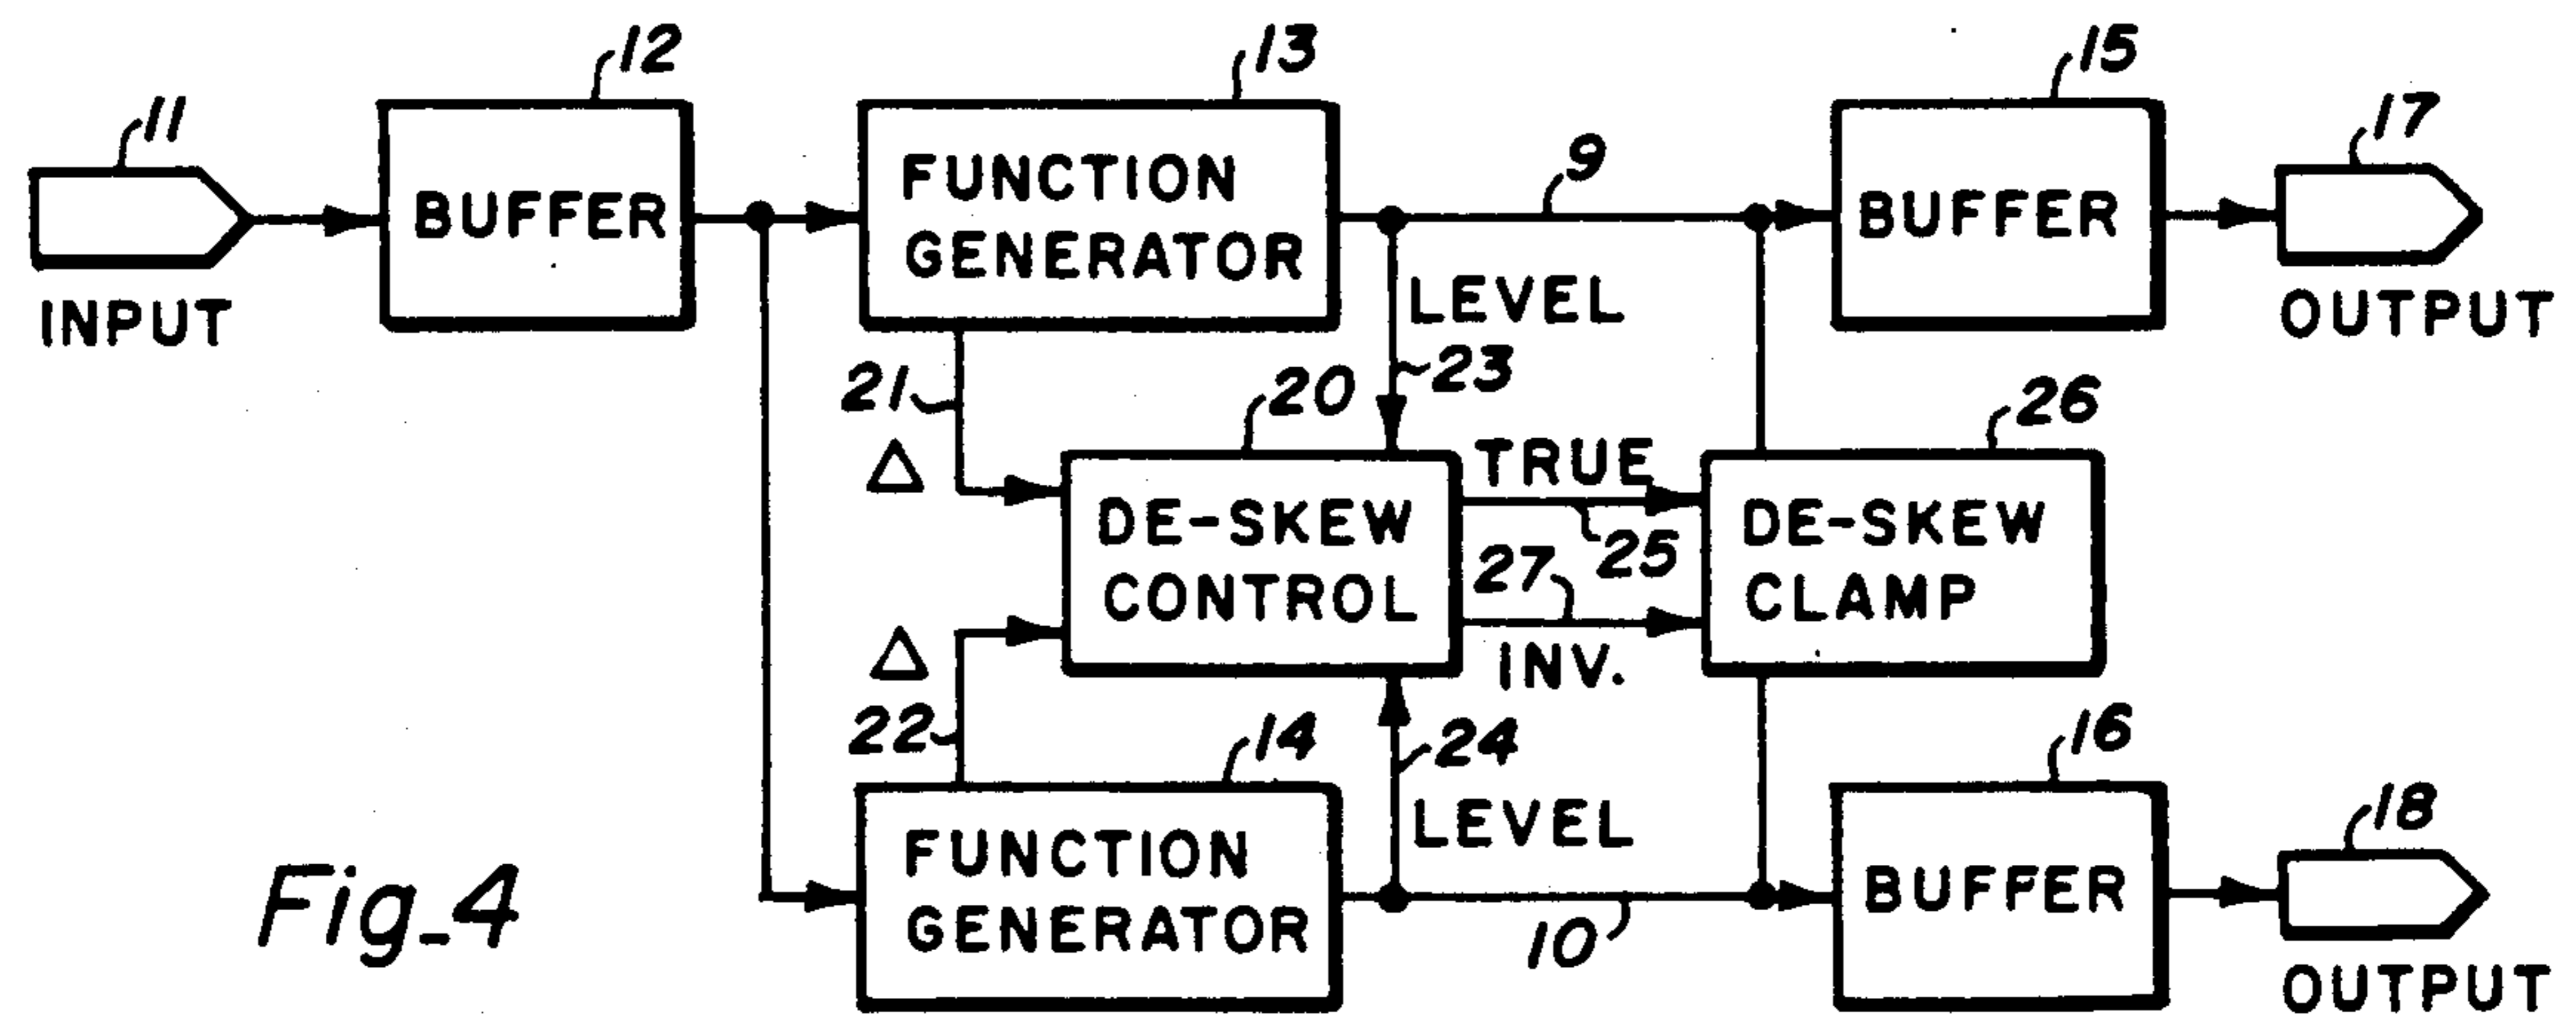 11
12
13
15
17
INPUT
BUFFER
FUNCTION
GENERATOR
9
BUFFER
OUTPUT
LEVEL
21
23
20
26
Δ
TRUE
DE-SKEW
CONTROL
25
27
DE-SKEW
CLAMP
Δ
INV.
22
14
24
16
18
LEVEL
FUNCTION
GENERATOR
10
BUFFER
OUTPUT
Fig_4